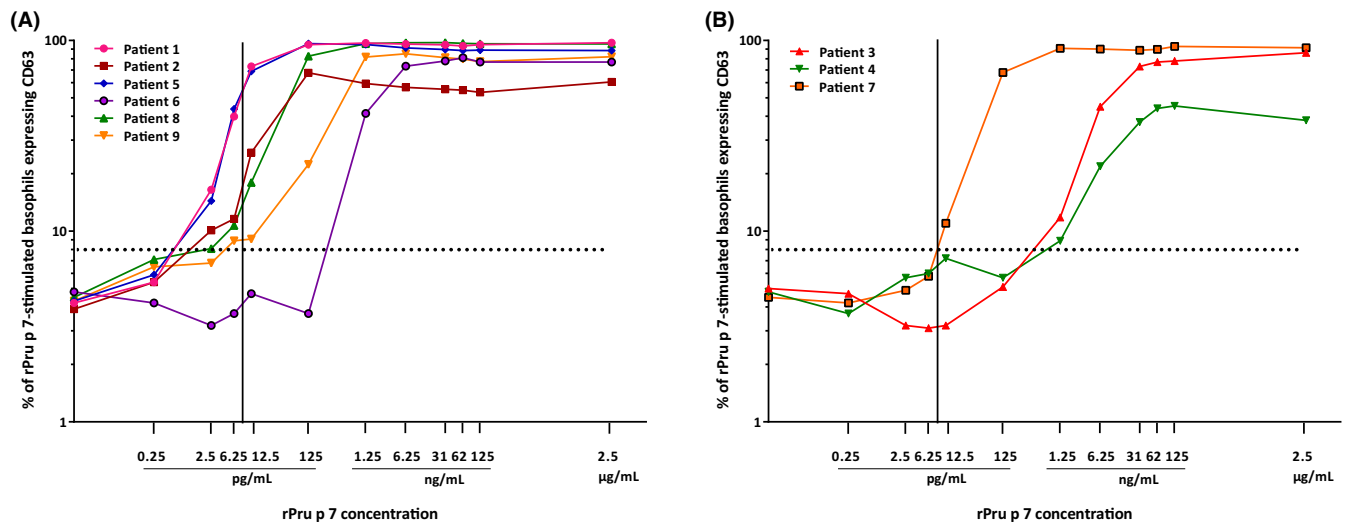 (A)
% of rPru p 7-stimulated basophils expressing CD63
100
10
1
Patient 1
Patient 2
Patient 5
Patient 6
Patient 8
Patient 9
0.25 2.5 6.25 12.5 125 1.25 6.25 31 62 125 2.5
pg/mL ng/mL µg/mL
rPru p 7 concentration
(B)
% of rPru p 7-stimulated basophils expressing CD63
100
10
1
Patient 3
Patient 4
Patient 7
0.25 2.5 6.25 12.5 125 1.25 6.25 31 62 125 2.5
pg/mL ng/mL µg/mL
rPru p 7 concentration